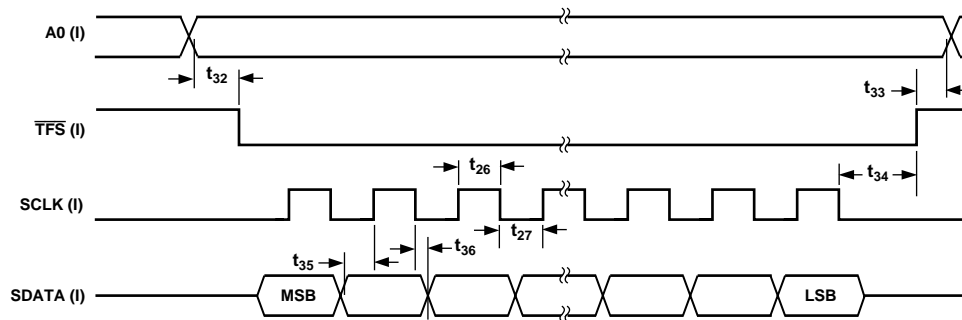 A0 (I)
t32
t33
TFS (I)
t26
t34
SCLK (I)
t27
t36
t35
SDATA (I)
MSB
LSB